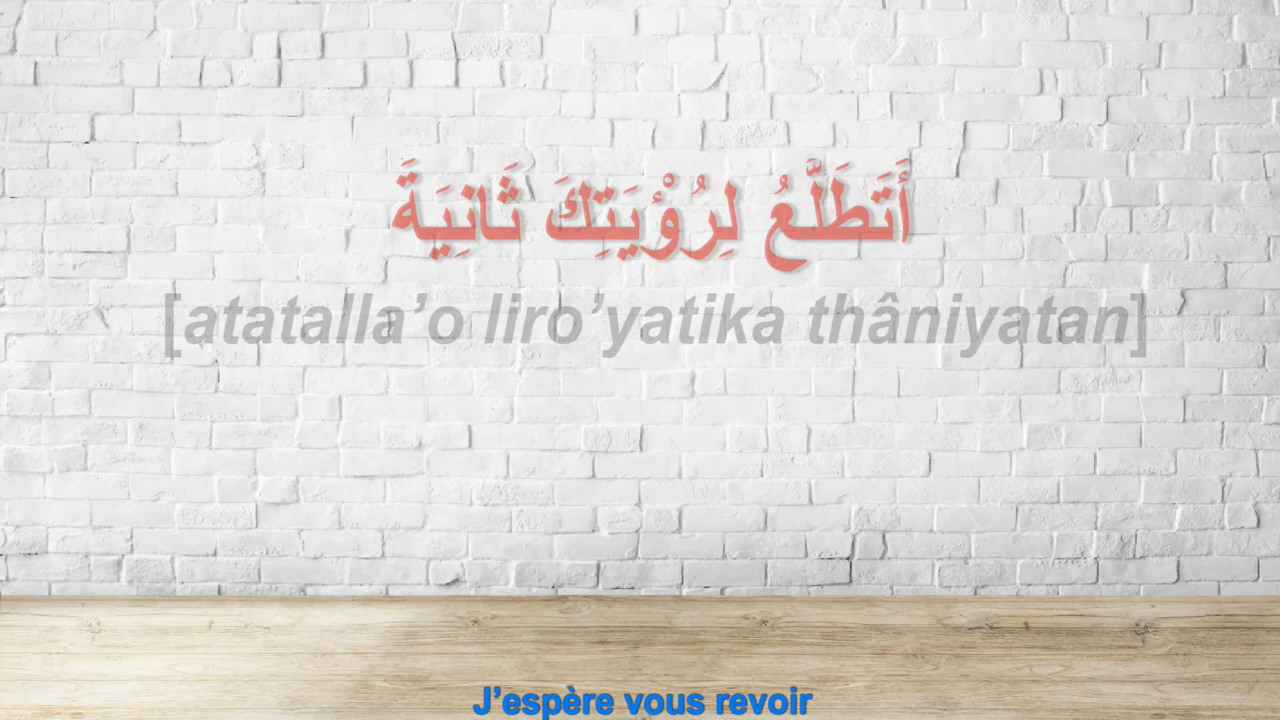 أَتَطَلَّعُ لِرُؤْيَتِكَ ثَانِيَةَ
[atatalla’o liro’yatika thâniyatan]
J’espère vous revoir